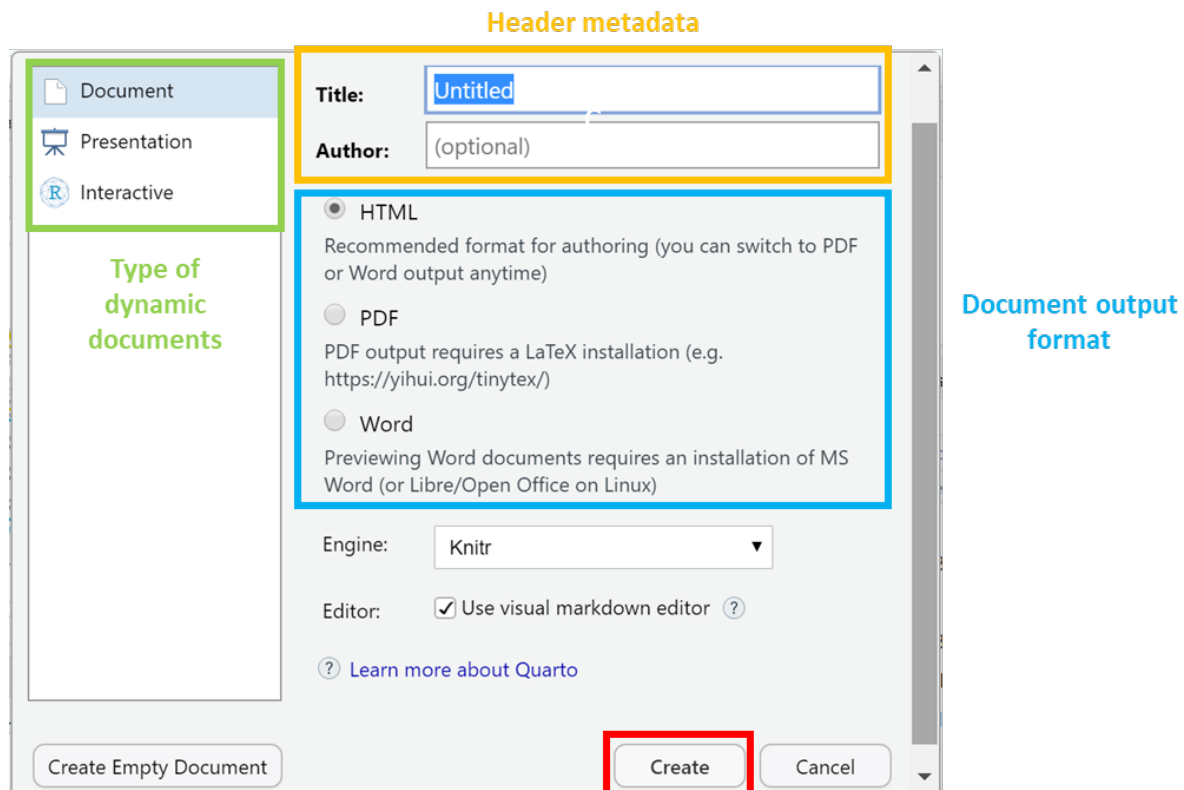 Header metadata
Document
Presentation
Interactive
Type of
dynamic
documents
Title:
Untitled
Author:
(optional)
HTML
Recommended format for authoring (you can switch to PDF
or Word output anytime)
PDF
PDF output requires a LaTeX installation (e.g.
https://yihui.org/tinytex/)
Word
Previewing Word documents requires an installation of MS
Word (or Libre/Open Office on Linux)
Document output
format
Engine:
Knitr
Editor:
Use visual markdown editor ?
? Learn more about Quarto
Create Empty Document
Create
Cancel